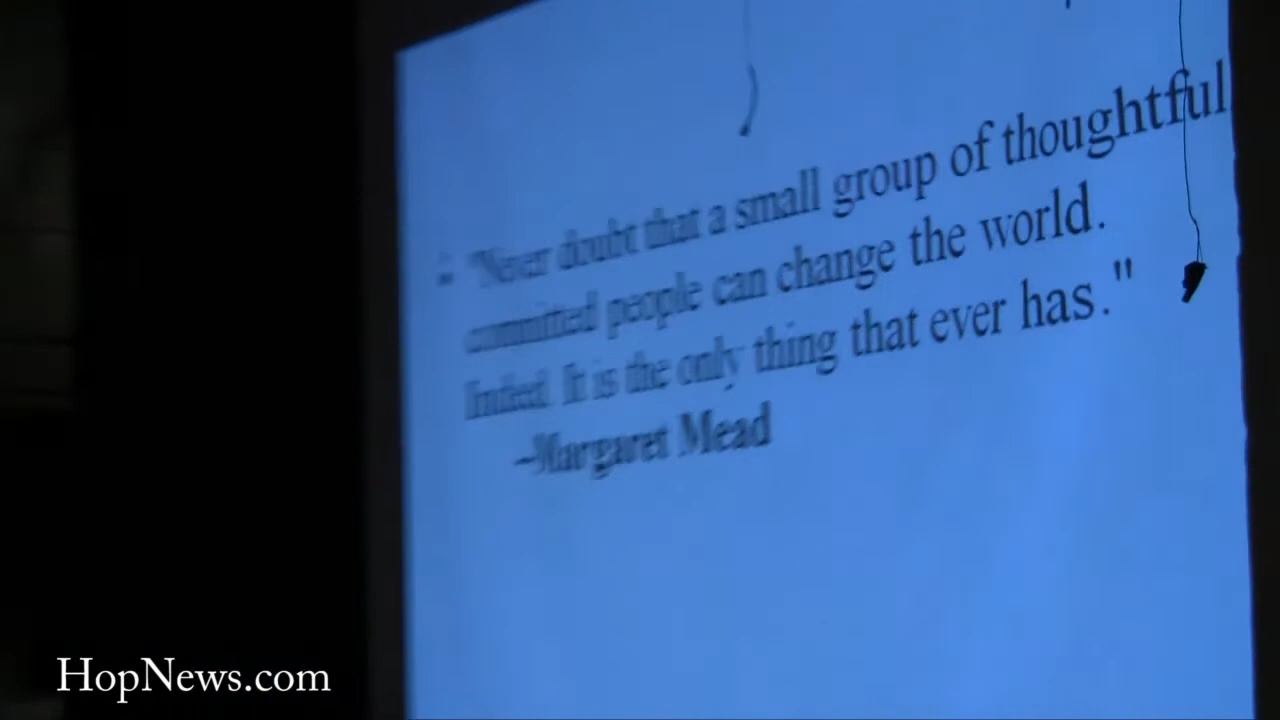 "Never doubt that a small group of thoughtful
committed people can change the world.
Indeed. It is the only thing that ever has."
–Margaret Mead
HopNews.com